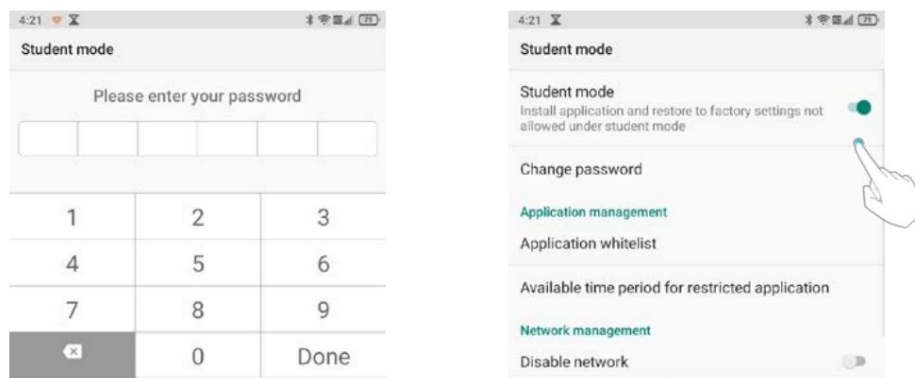 4:21
75
Student mode
Please enter your password
1 2 3
4 5 6
7 8 9
0 Done
4:21
75
Student mode
Student mode
Install application and restore to factory settings not
allowed under student mode
Change password
Application management
Application whitelist
Available time period for restricted application
Network management
Disable network